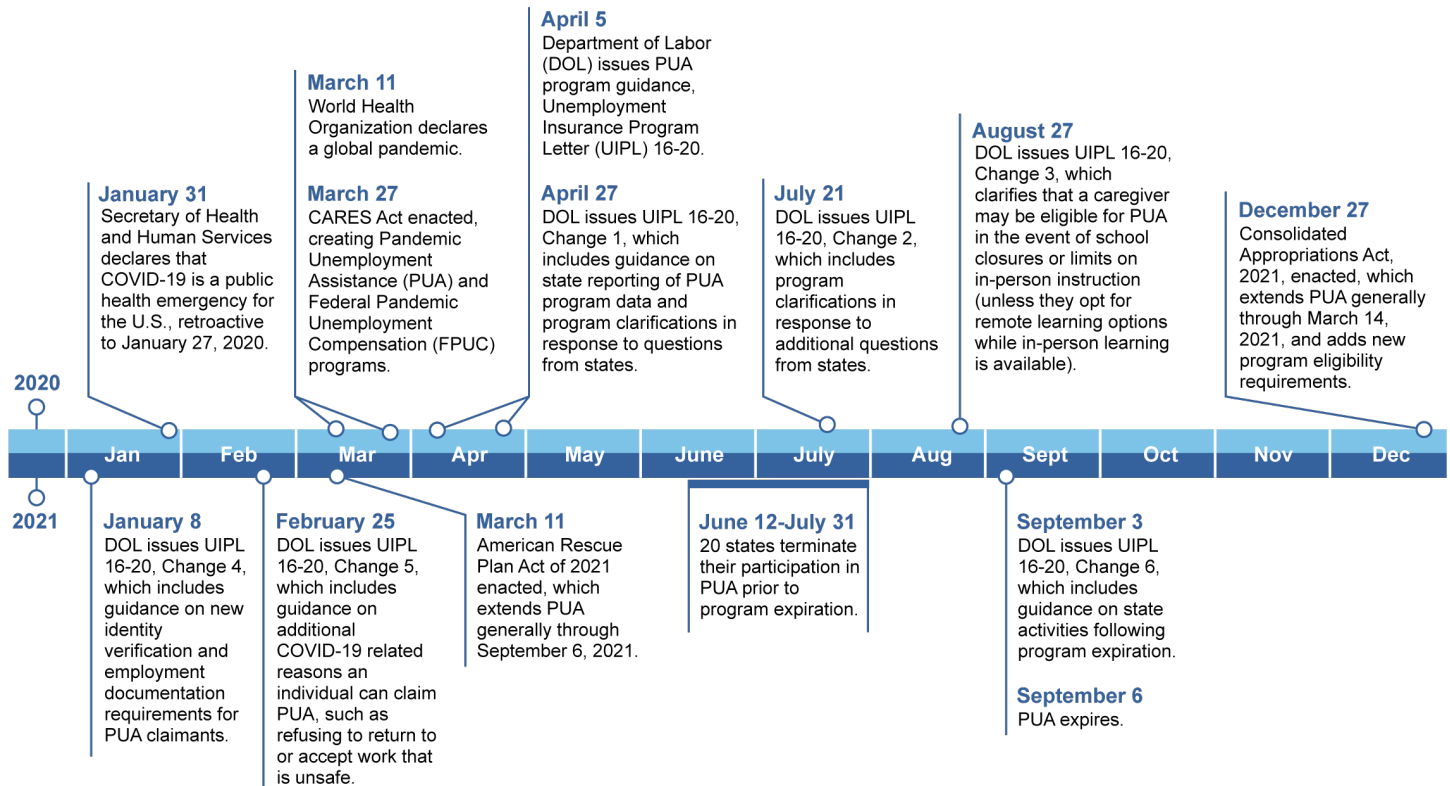 January 31
Secretary of Health
and Human Services
declares that
COVID-19 is a public
health emergency for
the U.S., retroactive
to January 27, 2020.
March 11
World Health
Organization declares
a global pandemic.
March 27
CARES Act enacted,
creating Pandemic
Unemployment
Assistance (PUA) and
Federal Pandemic
Unemployment
Compensation (FPUC)
programs.
April 5
Department of Labor
(DOL) issues PUA
program guidance,
Unemployment
Insurance Program
Letter (UIPL) 16-20.
April 27
DOL issues UIPL 16-20,
Change 1, which
includes guidance on
state reporting of PUA
program data and
program clarifications in
response to questions
from states.
July 21
DOL issues UIPL
16-20, Change 2,
which includes
program
clarifications in
response to
additional questions
from states.
August 27
DOL issues UIPL 16-20,
Change 3, which
clarifies that a caregiver
may be eligible for PUA
in the event of school
closures or limits on
in-person instruction
(unless they opt for
remote learning options
while in-person learning
is available).
December 27
Consolidated
Appropriations Act,
2021, enacted, which
extends PUA generally
through March 14,
2021, and adds new
program eligibility
requirements.
2020
Jan Feb Mar Apr May June July Aug Sept Oct Nov Dec
2021
January 8
DOL issues UIPL
16-20, Change 4,
which includes
guidance on new
identity
verification and
employment
documentation
requirements for
PUA claimants.
February 25
DOL issues UIPL
16-20, Change 5,
which includes
guidance on
additional
COVID-19 related
reasons an
individual can claim
PUA, such as
refusing to return to
or accept work that
is unsafe.
March 11
American Rescue
Plan Act of 2021
enacted, which
extends PUA
generally through
September 6, 2021.
June 12-July 31
20 states terminate
their participation in
PUA prior to
program expiration.
September 3
DOL issues UIPL
16-20, Change 6,
which includes
guidance on state
activities following
program expiration.
September 6
PUA expires.